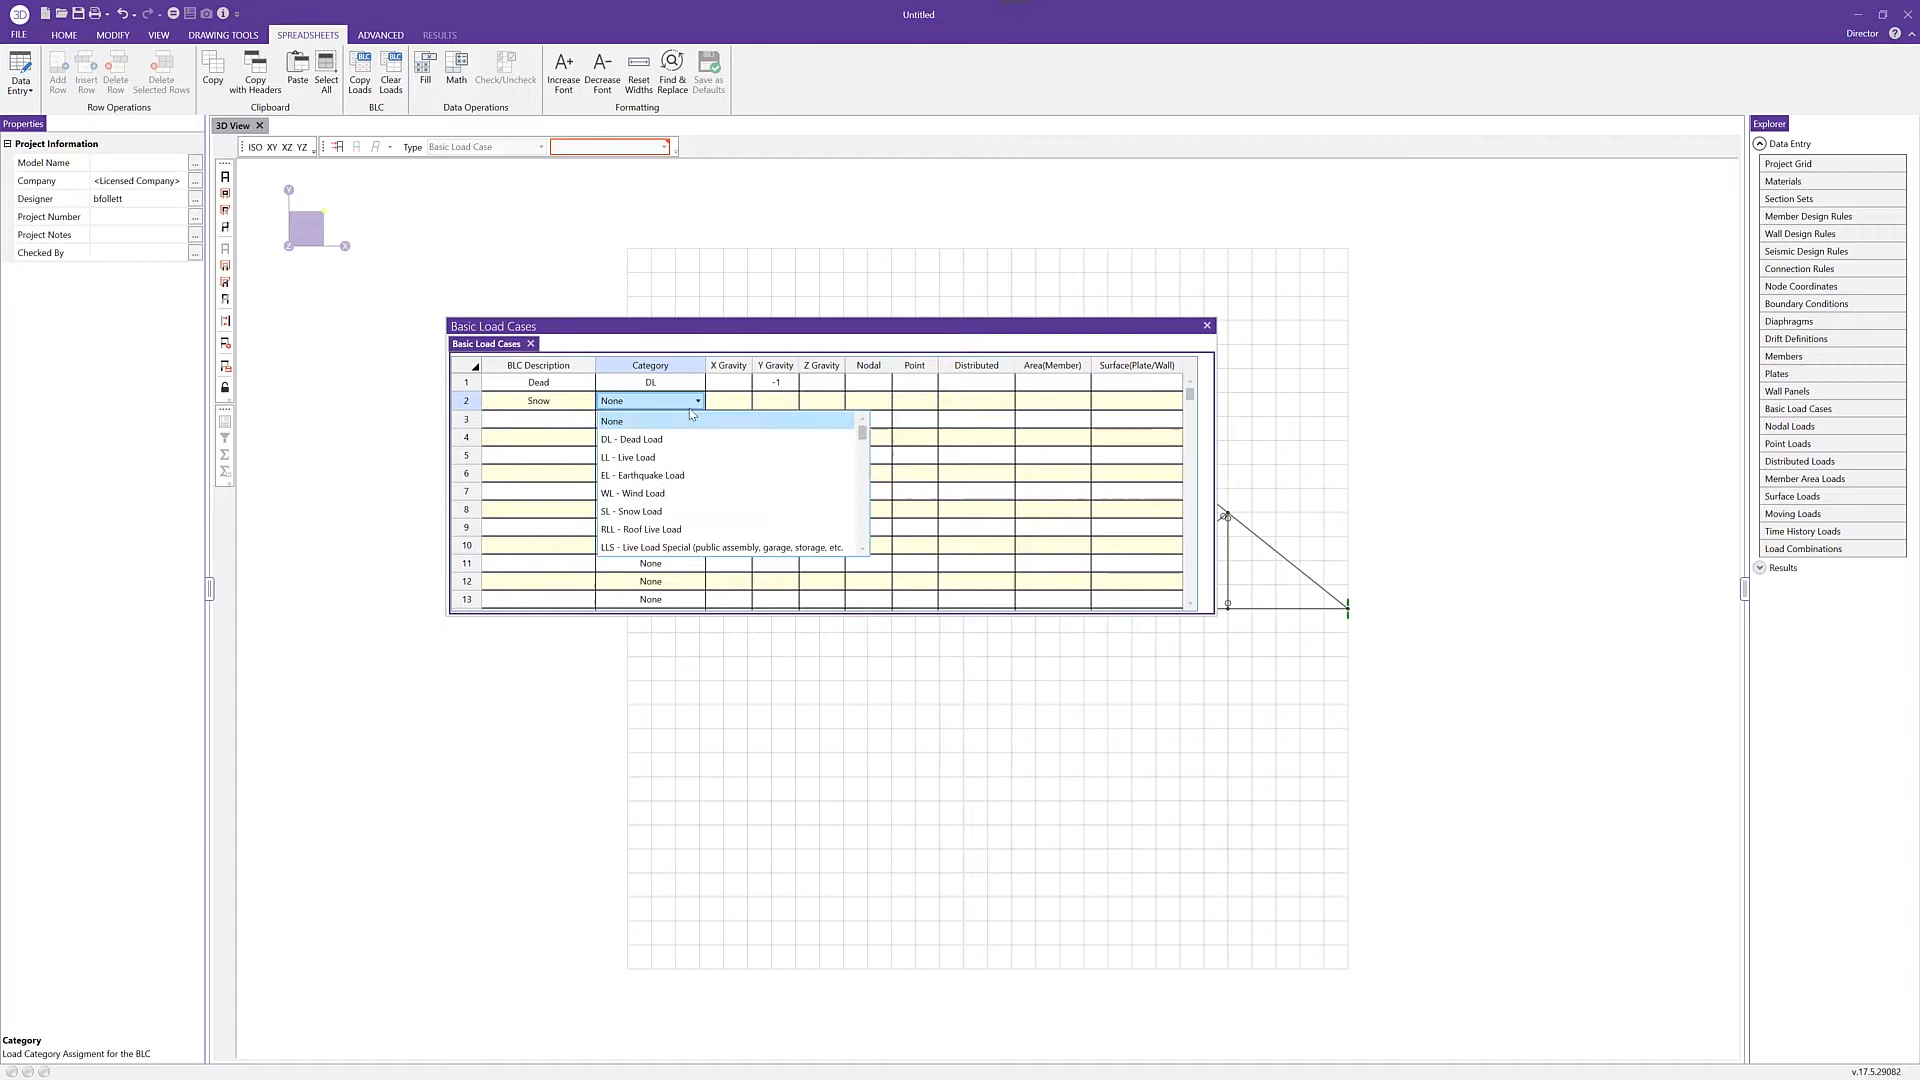 3D
Untitled
FILE
HOME
MODIFY
VIEW
DRAWING TOOLS
SPREADSHEETS
ADVANCED
RESULTS
Director
Data Entry
Add Row
Insert Row
Delete Row
Delete Selected Rows
Row Operations
Copy
Copy with Headers
Paste
Select All
Clipboard
BLC
Copy Loads
BLC
Clear Loads
BLC
Fill
Math
Check/Uncheck
Data Operations
A+
Increase Font
A-
Decrease Font
Reset Widths
Find & Replace
Save as Defaults
Formatting
Properties
Project Information
Model Name
...
Company <Licensed Company>
...
Designer bfollett
...
Project Number
...
Project Notes
...
Checked By
...
3D View
ISO XY XZ YZ
Type Basic Load Case
Y
Z
X
Basic Load Cases
Basic Load Cases
BLC Description Category X Gravity Y Gravity Z Gravity Nodal Point Distributed Area(Member) Surface(Plate/Wall)
1 Dead DL -1
2 Snow None
3
4
5
6
7
8
9
10
None
DL - Dead Load
LL - Live Load
EL - Earthquake Load
WL - Wind Load
SL - Snow Load
RLL - Roof Live Load
LLS - Live Load Special (public assembly, garage, storage, etc.
11 None
12 None
13 None
Explorer
Data Entry
Project Grid
Materials
Section Sets
Member Design Rules
Wall Design Rules
Seismic Design Rules
Connection Rules
Node Coordinates
Boundary Conditions
Diaphragms
Drift Definitions
Members
Plates
Wall Panels
Basic Load Cases
Nodal Loads
Point Loads
Distributed Loads
Member Area Loads
Surface Loads
Moving Loads
Time History Loads
Load Combinations
Results
Category
Load Category Assigment for the BLC
v.17.5.29082